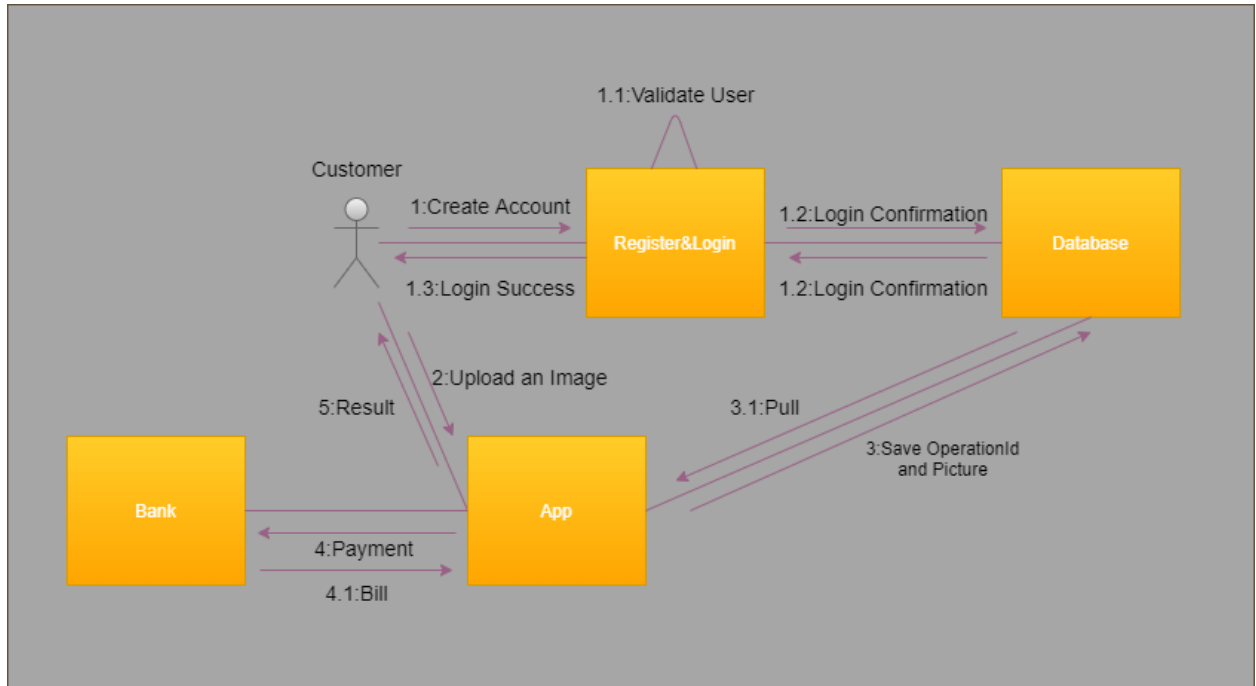 1.1:Validate User
Customer
1:Create Account
Register&Login
1.2:Login Confirmation
Database
1.3:Login Success
1.2:Login Confirmation
2:Upload an Image
5:Result
3.1:Pull
3:Save OperationId
and Picture
Bank
App
4:Payment
4.1:Bill